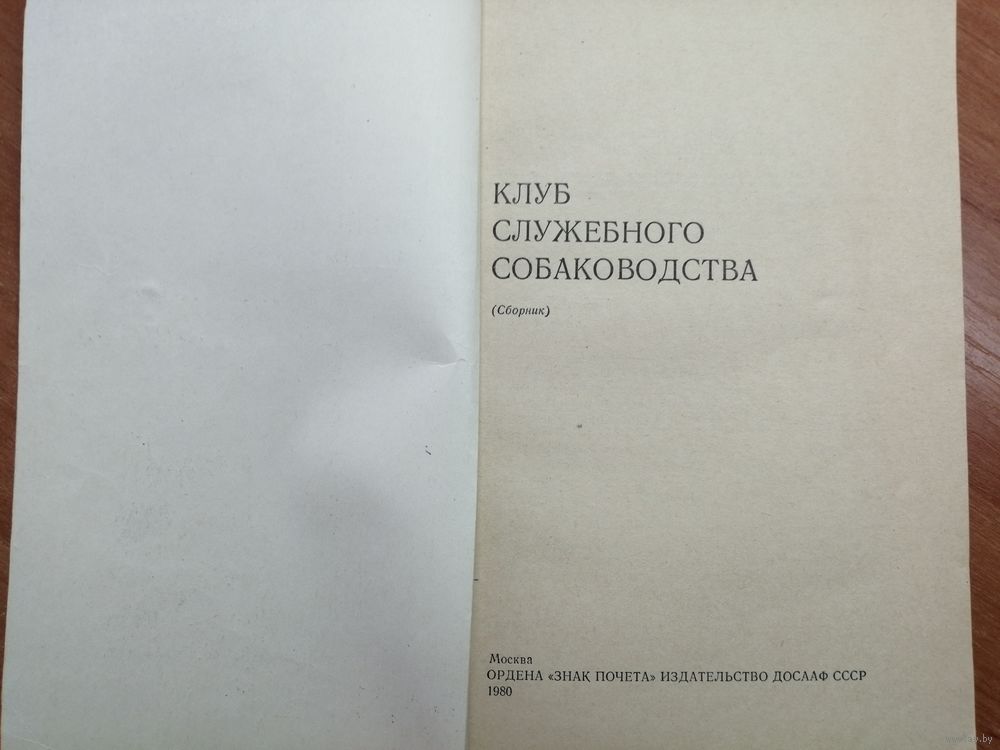 КЛУБ
СЛУЖЕБНОГО
СОБАКОВОДСТВА
(Сборник)
Москва
ОРДЕНА «ЗНАК ПОЧЕТА» ИЗДАТЕЛЬСТВО ДОСААФ СССР
1980